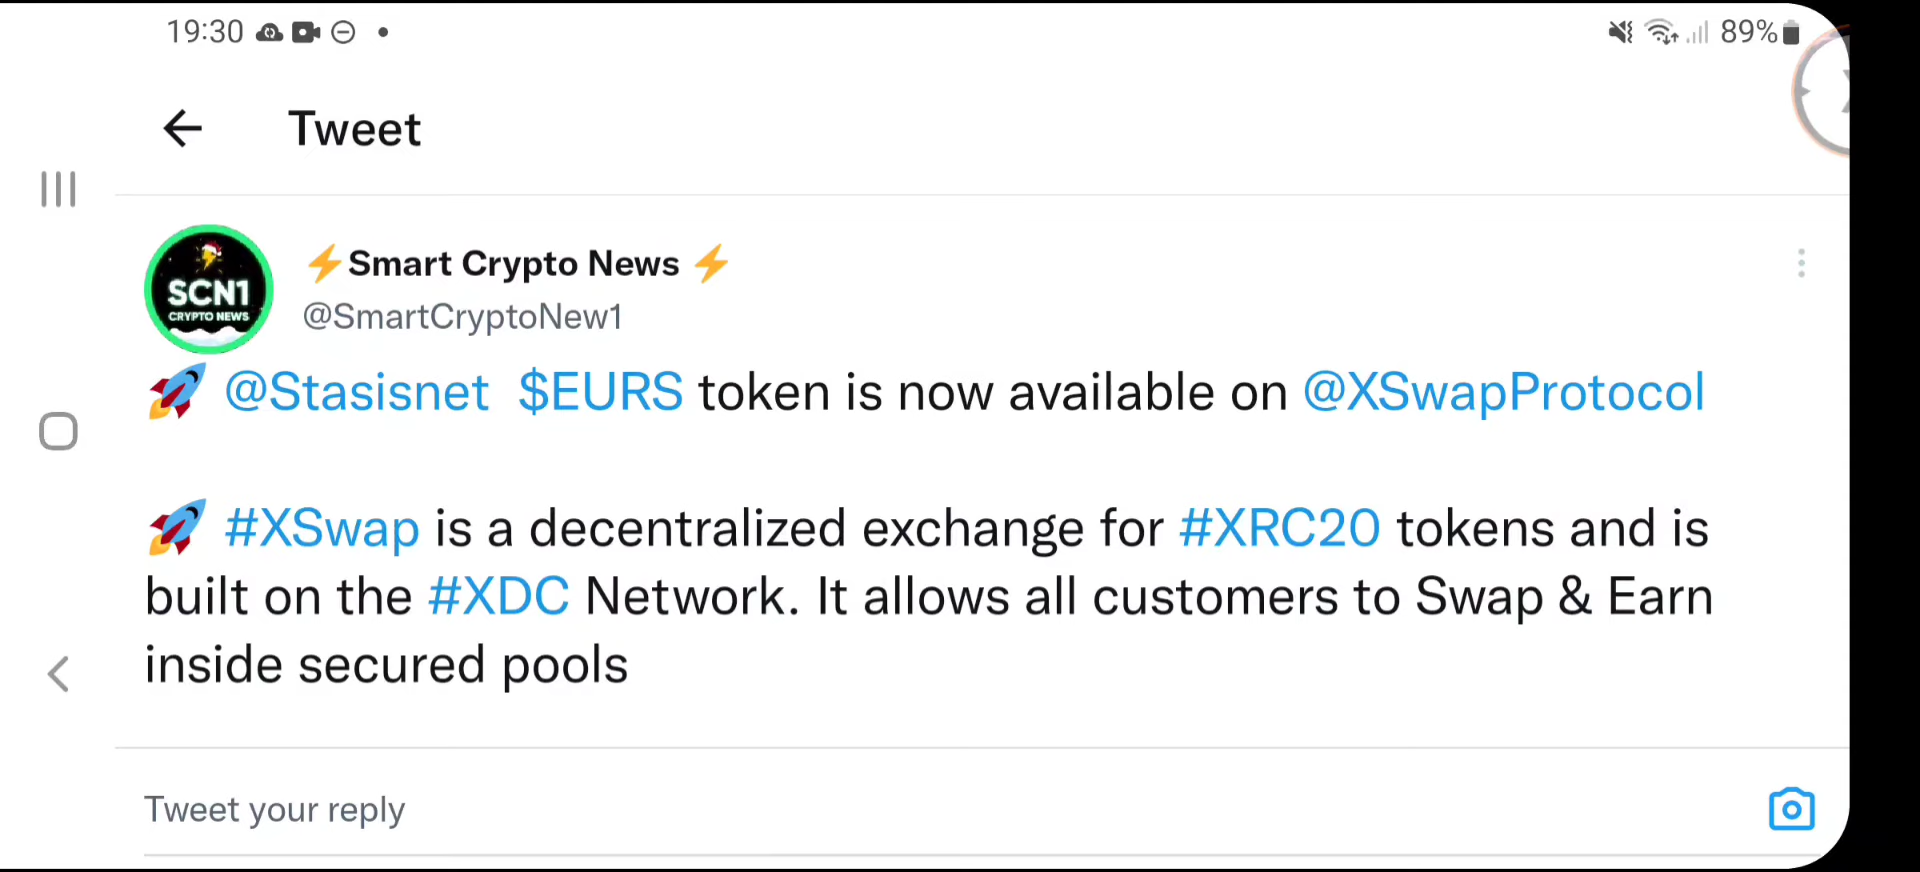 19:30
89%
Tweet
SCN1
CRYPTO NEWS
⚡Smart Crypto News ⚡
@SmartCryptoNew1
🚀 @Stasisnet $EURS token is now available on @XSwapProtocol
🚀 #XSwap is a decentralized exchange for #XRC20 tokens and is
built on the #XDC Network. It allows all customers to Swap & Earn
inside secured pools
Tweet your reply